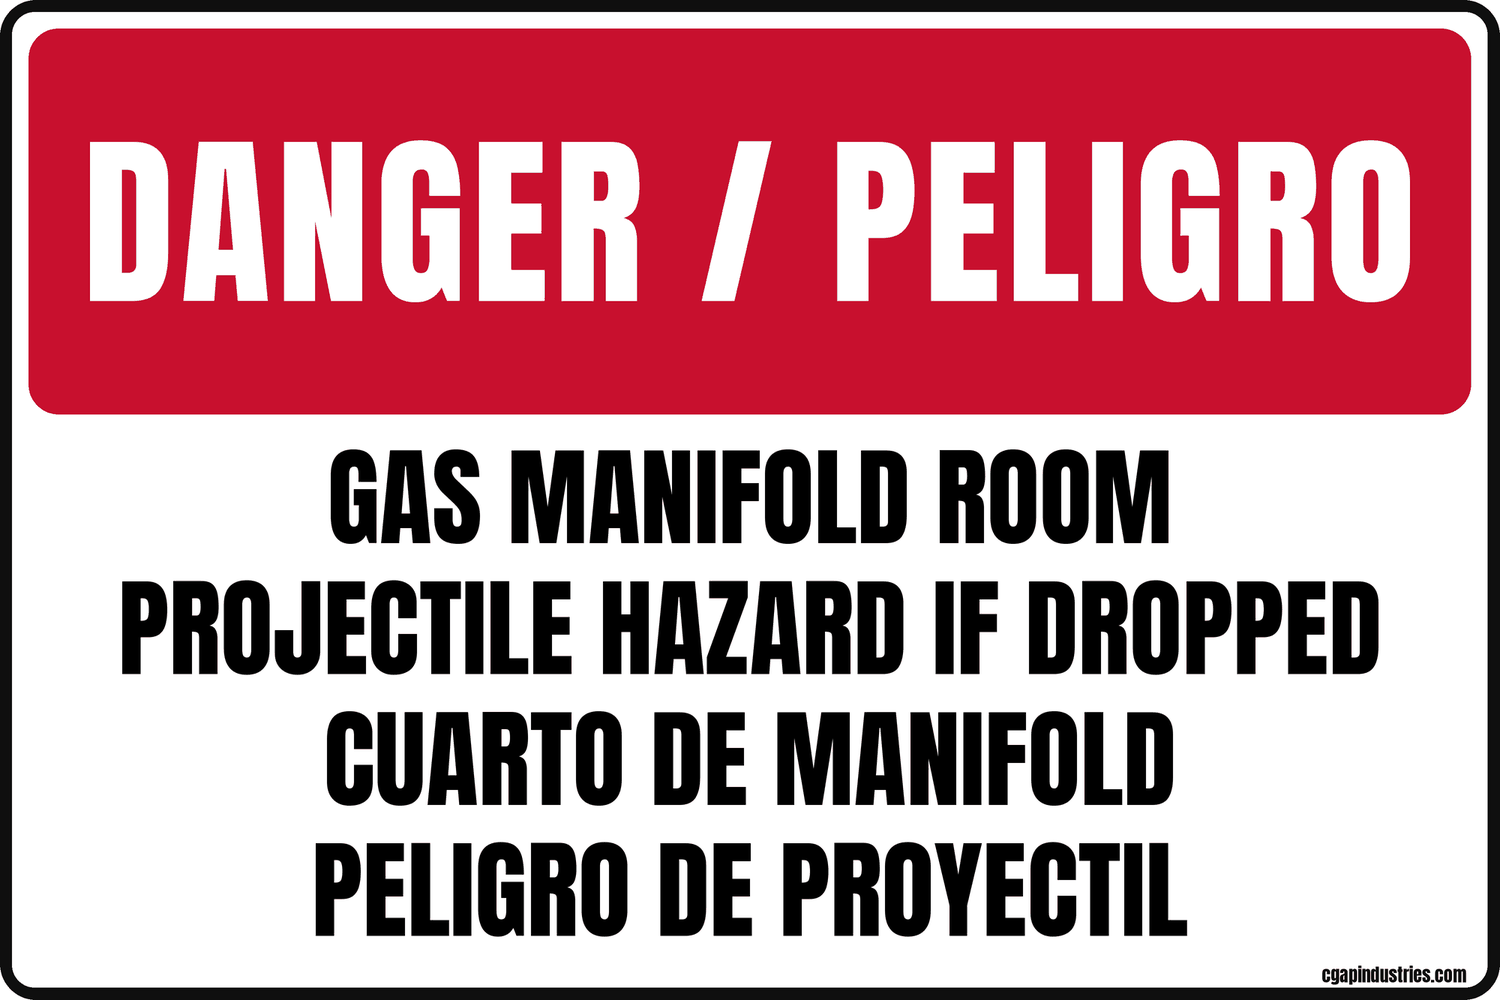 DANGER / PELIGRO
GAS MANIFOLD ROOM
PROJECTILE HAZARD IF DROPPED
CUARTO DE MANIFOLD
PELIGRO DE PROYECTIL
cgapindustries.com